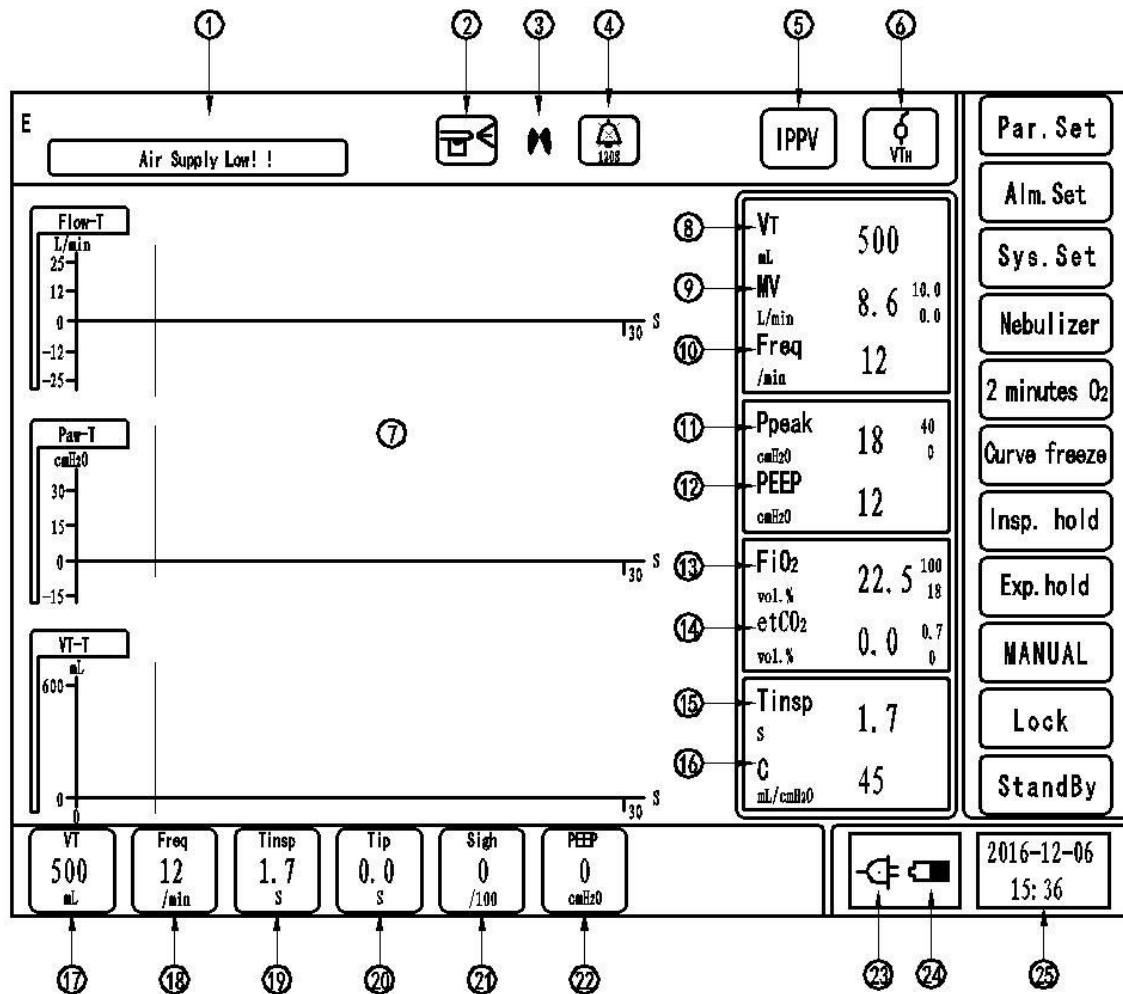 ① ② ③ ④ ⑤ ⑥
E
Air Supply Low! !
120S
IPPV
VTH
Par. Set
Alm. Set
Sys. Set
Nebulizer
2 minutes O2
Curve freeze
Insp. hold
Exp. hold
MANUAL
Lock
StandBy
Flow-T
L/min
25
12
0
-12
-25
30 S
Paw-T
cmH2O
30
15
0
-15
30 S
⑦
VT-T
mL
600
0
0
30 S
⑧ VT 500
mL
⑨ MV 8.6 10.0
L/min 0.0
⑩ Freq 12
/min
⑪ Ppeak 18 40
cmH2O 0
⑫ PEEP 12
cmH2O
⑬ FiO2 22.5 100
vol.% 18
⑭ etCO2 0.0 0.7
vol.% 0
⑮ Tinsp 1.7
S
⑯ C 45
mL/cmH2O
VT
500
mL
Freq
12
/min
Tinsp
1.7
S
Tip
0.0
S
Sigh
0
/100
PEEP
0
cmH2O
2016-12-06
15:36
⑰ ⑱ ⑲ ⑳ ㉑ ㉒ ㉓ ㉔ ㉕